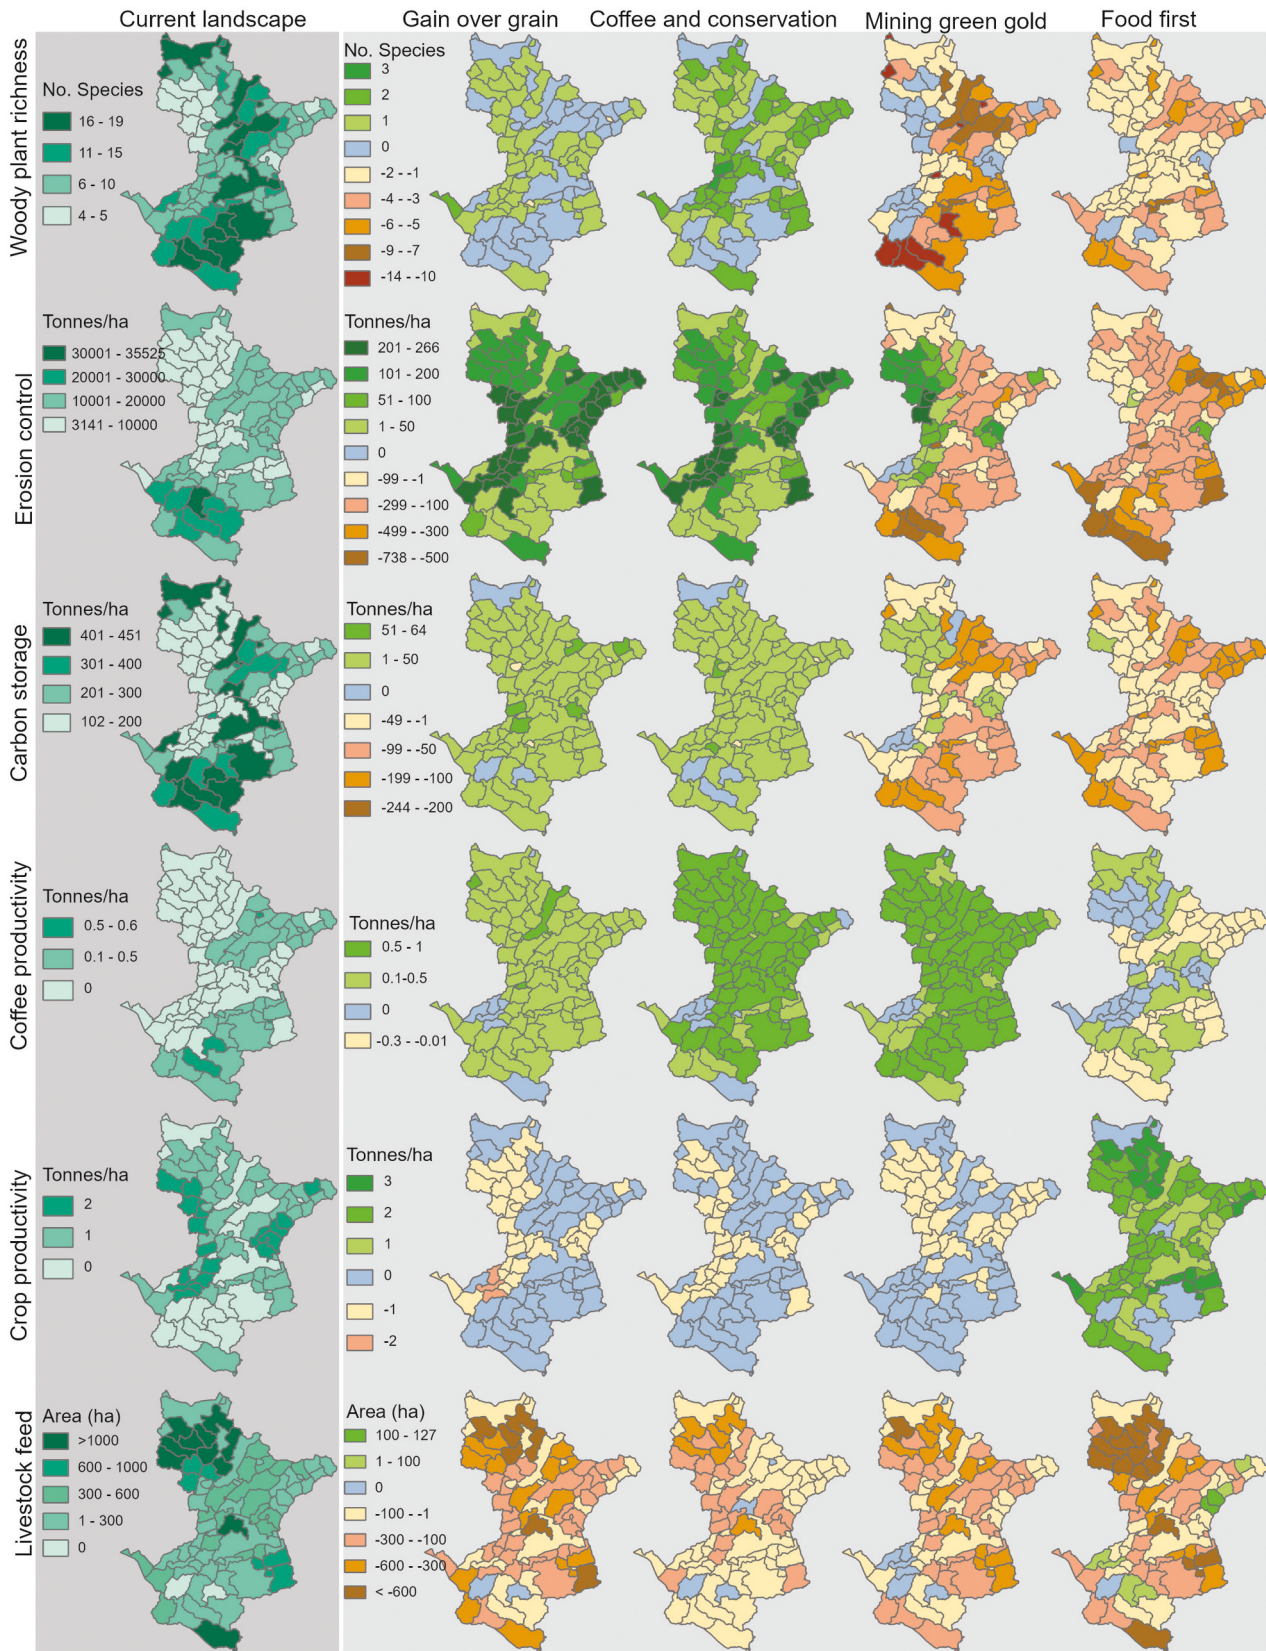 Current landscape
Gain over grain
Coffee and conservation
Mining green gold
Food first
Woody plant richness
No. Species
16 - 19
11 - 15
6 - 10
4 - 5
No. Species
3
2
1
0
-2 - -1
-4 - -3
-6 - -5
-9 - -7
-14 - -10
Erosion control
Tonnes/ha
30001 - 35525
20001 - 30000
10001 - 20000
3141 - 10000
Tonnes/ha
201 - 266
101 - 200
51 - 100
1 - 50
0
-99 - -1
-299 - -100
-499 - -300
-738 - -500
Carbon storage
Tonnes/ha
401 - 451
301 - 400
201 - 300
102 - 200
Tonnes/ha
51 - 64
1 - 50
0
-49 - -1
-99 - -50
-199 - -100
-244 - -200
Coffee productivity
Tonnes/ha
0.5 - 0.6
0.1 - 0.5
0
Tonnes/ha
0.5 - 1
0.1-0.5
0
-0.3 - -0.01
Crop productivity
Tonnes/ha
2
1
0
Tonnes/ha
3
2
1
0
-1
-2
Livestock feed
Area (ha)
>1000
600 - 1000
300 - 600
1 - 300
0
Area (ha)
100 - 127
1 - 100
0
-100 - -1
-300 - -100
-600 - -300
< -600